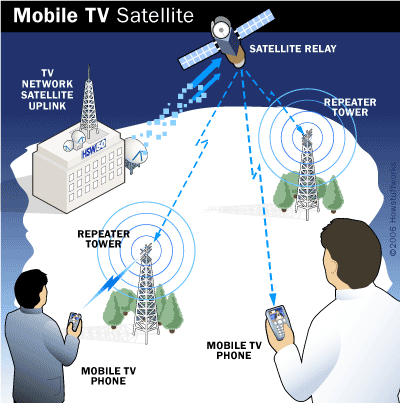 Mobile TV Satellite
SATELLITE RELAY
TV
NETWORK
SATELLITE
UPLINK
REPEATER
TOWER
HSW
REPEATER
TOWER
©2006 HowStuffWorks
MOBILE TV
PHONE
MOBILE TV
PHONE